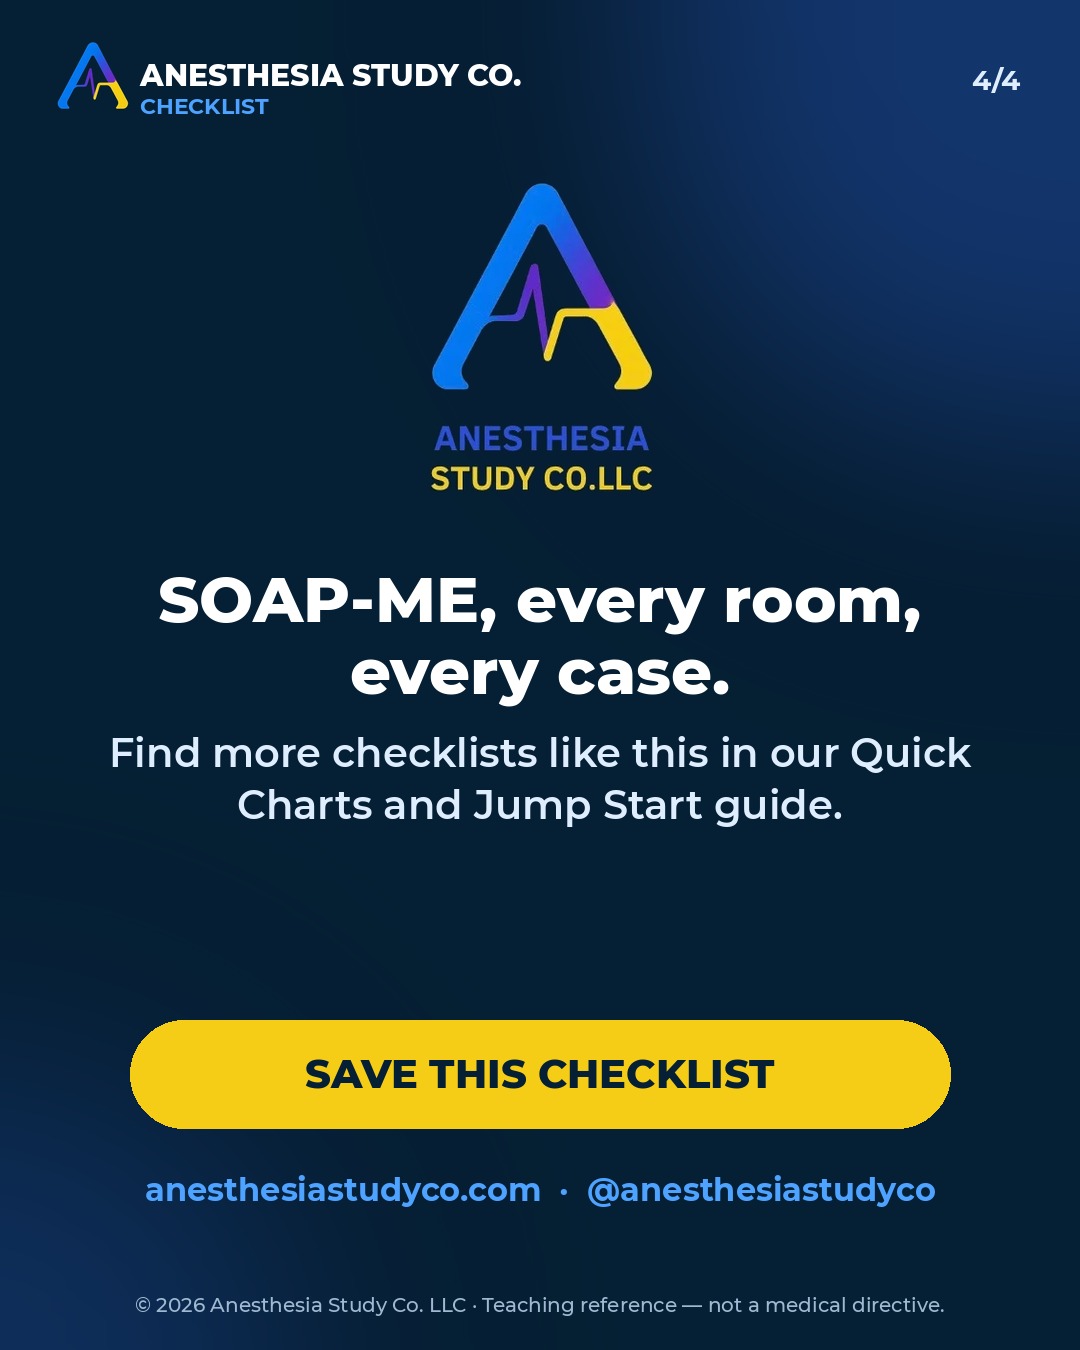 ANESTHESIA STUDY CO.
CHECKLIST
4/4
ANESTHESIA
STUDY CO.LLC
SOAP-ME, every room,
every case.
Find more checklists like this in our Quick
Charts and Jump Start guide.
SAVE THIS CHECKLIST
anesthesiastudyco.com · @anesthesiastudyco
© 2026 Anesthesia Study Co. LLC · Teaching reference — not a medical directive.